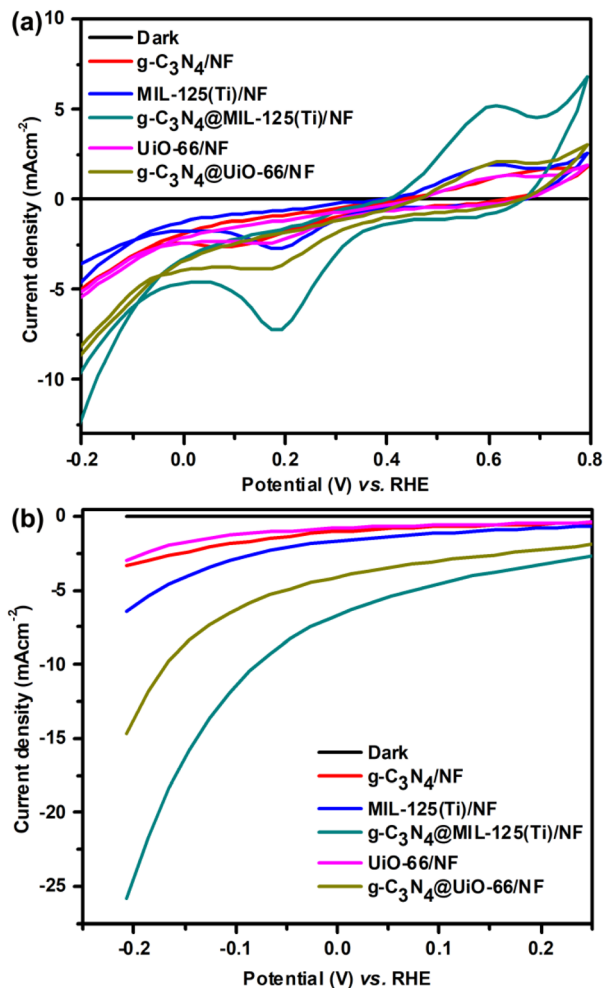 (a)
Dark
g-C3N4/NF
MIL-125(Ti)/NF
g-C3N4@MIL-125(Ti)/NF
UiO-66/NF
g-C3N4@UiO-66/NF
10
5
0
-5
-10
Current density (mAcm-2)
-0.2 0.0 0.2 0.4 0.6 0.8
Potential (V) vs. RHE
(b)
0
-5
-10
-15
-20
-25
Current density (mAcm-2)
Dark
g-C3N4/NF
MIL-125(Ti)/NF
g-C3N4@MIL-125(Ti)/NF
UiO-66/NF
g-C3N4@UiO-66/NF
-0.2 -0.1 0.0 0.1 0.2
Potential (V) vs. RHE